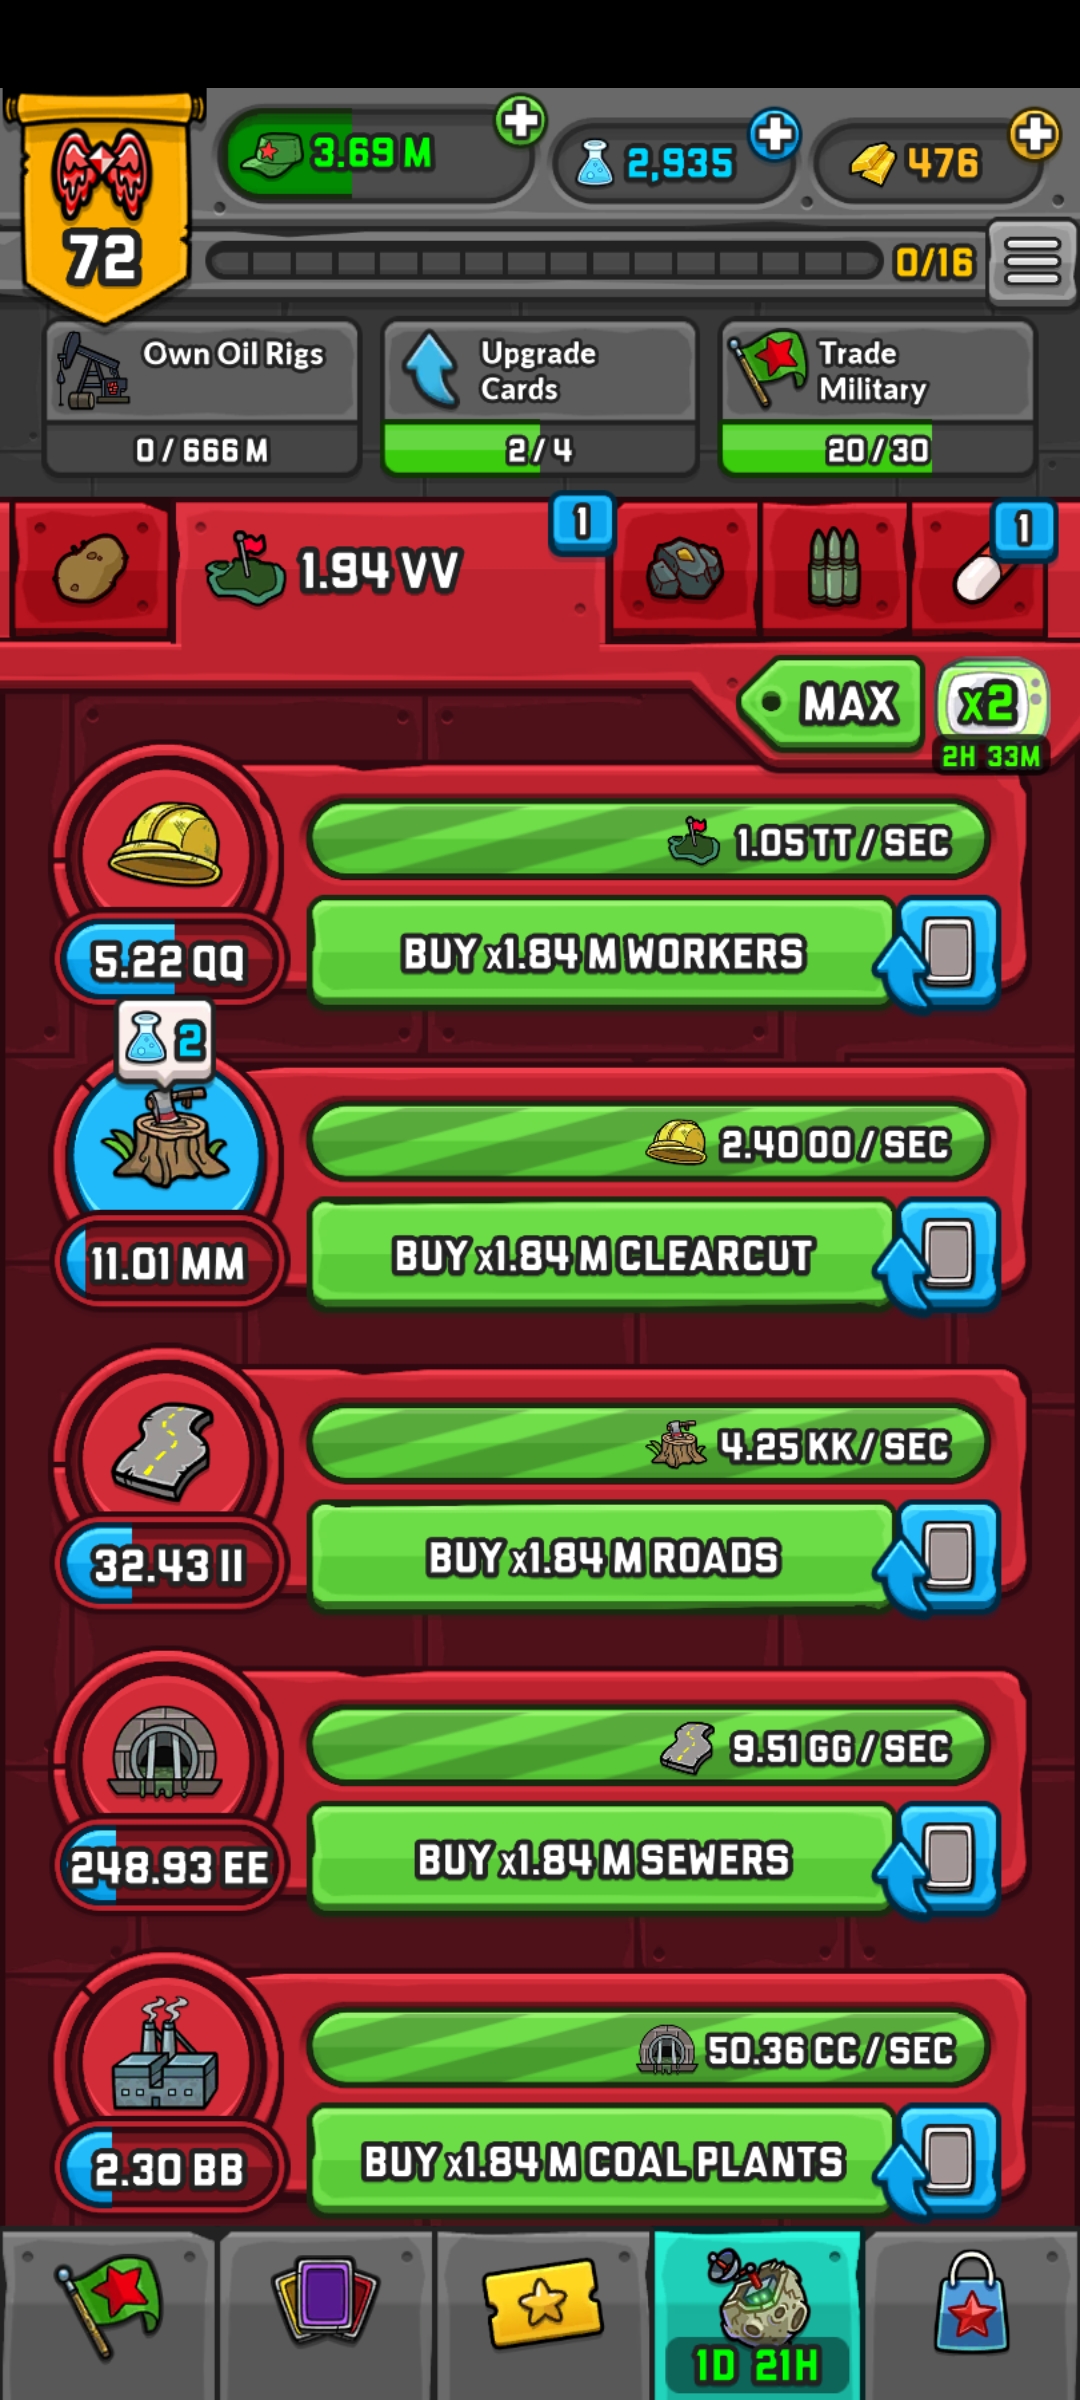 72
3.69 M
2,935
476
0/16
Own Oil Rigs
0 / 666 M
Upgrade
Cards
2 / 4
Trade
Military
20 / 30
1.94 VV
1
1
MAX
x2
2H 33M
1.05 TT / SEC
5.22 QQ
BUY x1.84 M WORKERS
2
2.40 OO / SEC
11.01 MM
BUY x1.84 M CLEARCUT
4.25 KK / SEC
32.43 II
BUY x1.84 M ROADS
9.51 GG / SEC
248.93 EE
BUY x1.84 M SEWERS
50.36 CC / SEC
2.30 BB
BUY x1.84 M COAL PLANTS
1D 21H